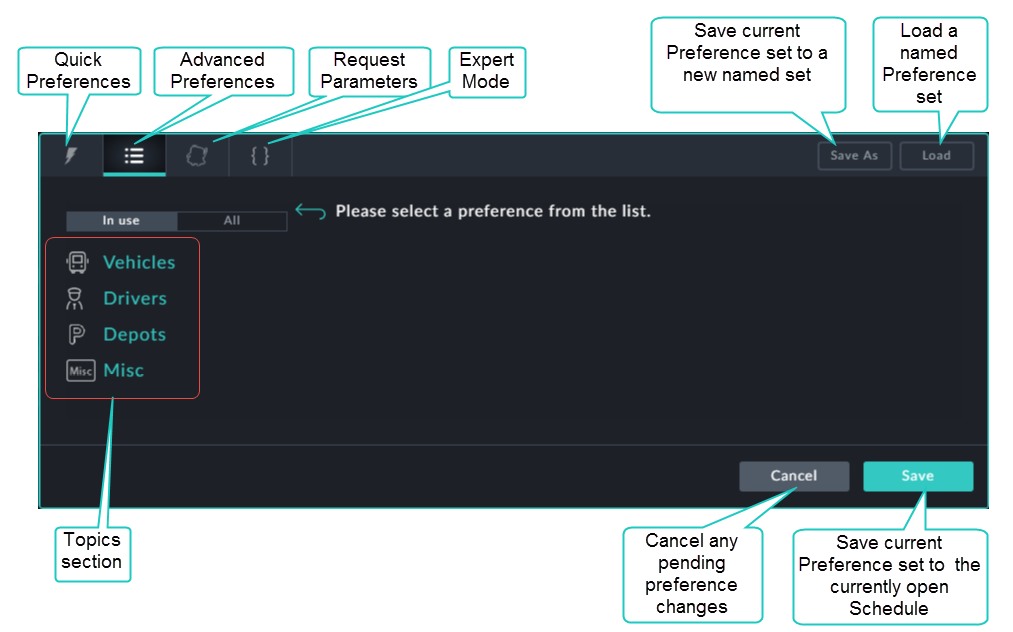 Quick
Preferences
Advanced
Preferences
Request
Parameters
Expert
Mode
Save current
Preference set to a
new named set
Load a
named
Preference
set
{ }
Save As
Load
In use
All
Please select a preference from the list.
Vehicles
Drivers
Depots
Misc
Misc
Cancel
Save
Topics
section
Cancel any
pending
preference
changes
Save current
Preference set to the
currently open
Schedule